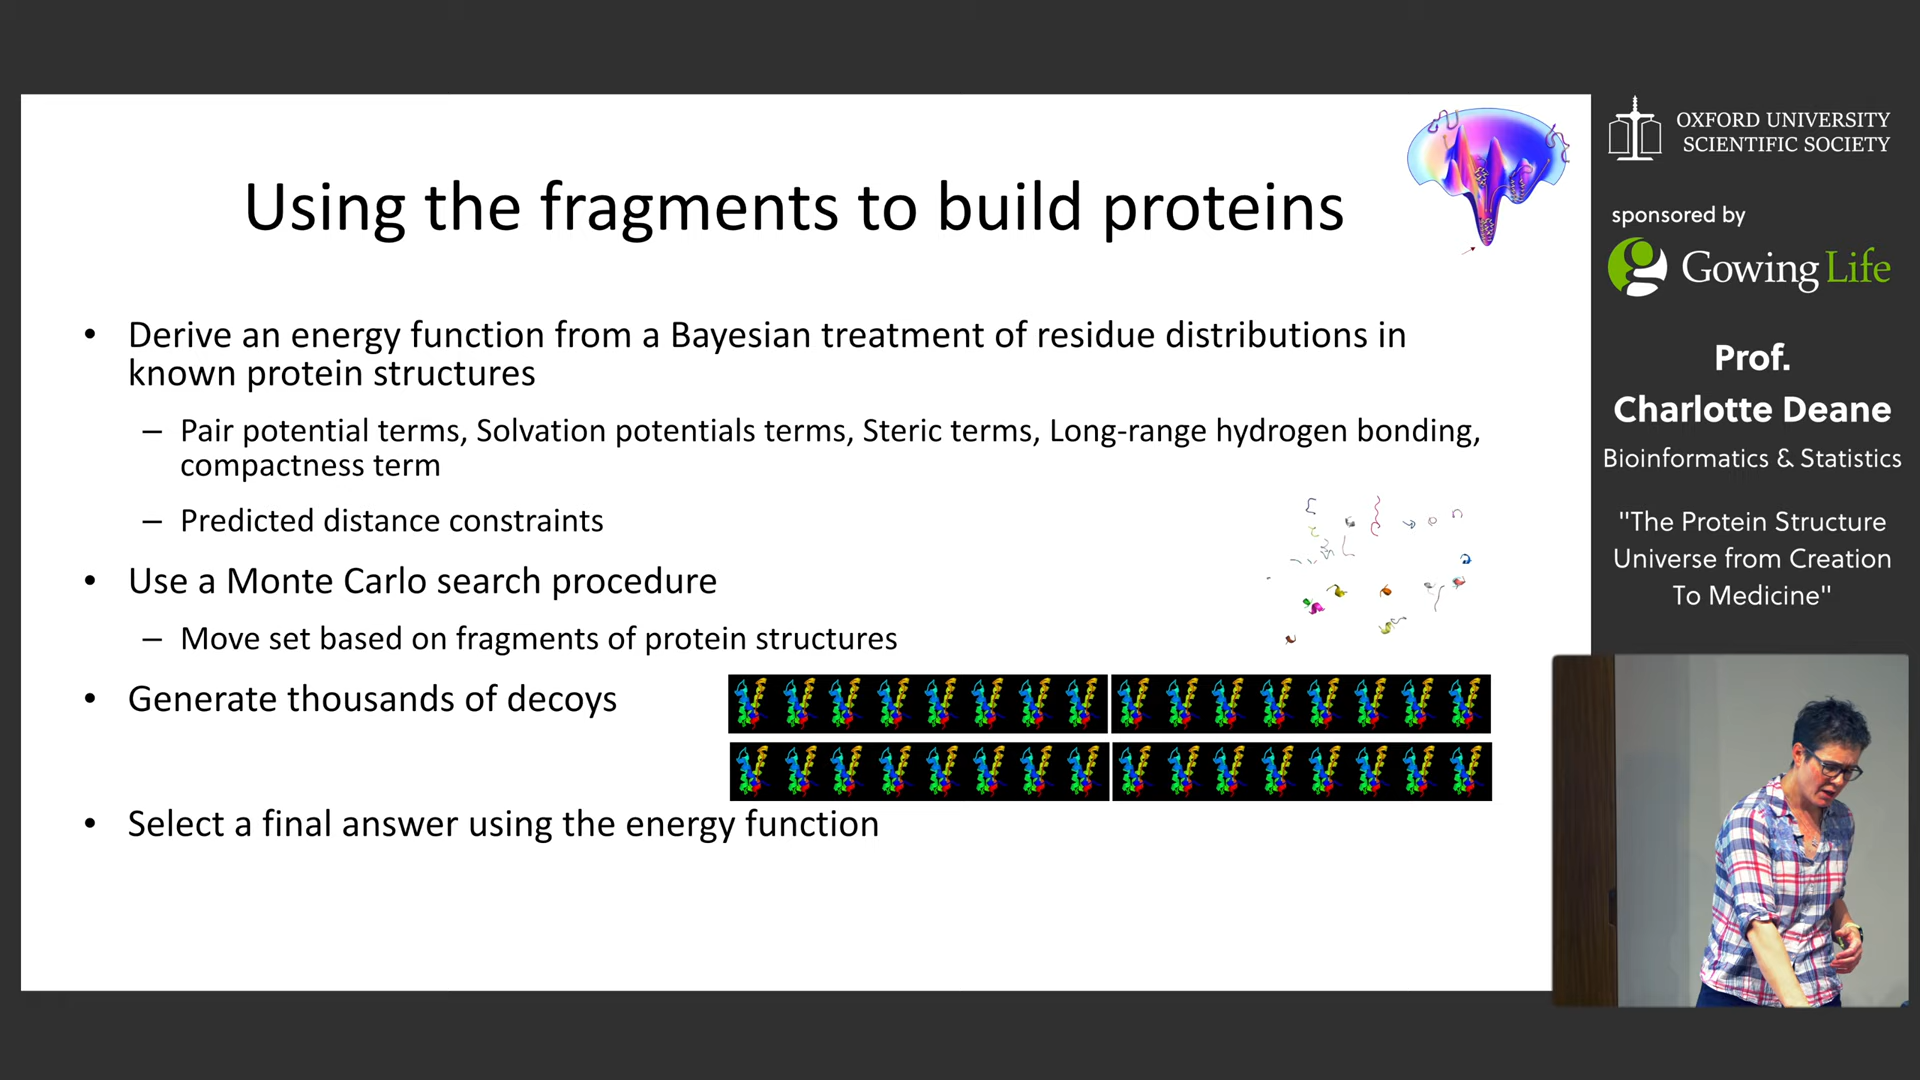 Using the fragments to build proteins
• Derive an energy function from a Bayesian treatment of residue distributions in
known protein structures
– Pair potential terms, Solvation potentials terms, Steric terms, Long-range hydrogen bonding,
compactness term
– Predicted distance constraints
• Use a Monte Carlo search procedure
– Move set based on fragments of protein structures
• Generate thousands of decoys
• Select a final answer using the energy function
OXFORD UNIVERSITY
SCIENTIFIC SOCIETY
sponsored by
Gowing Life
Prof.
Charlotte Deane
Bioinformatics & Statistics
"The Protein Structure
Universe from Creation
To Medicine"